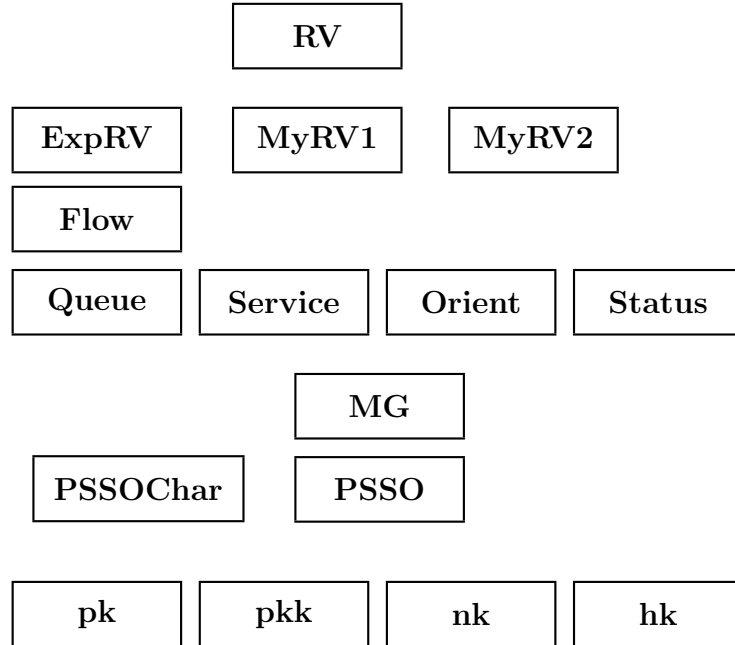 RV
ExpRV MyRV1 MyRV2
Flow
Queue Service Orient Status
MG
PSSOChar PSSO
pk pkk nk hk